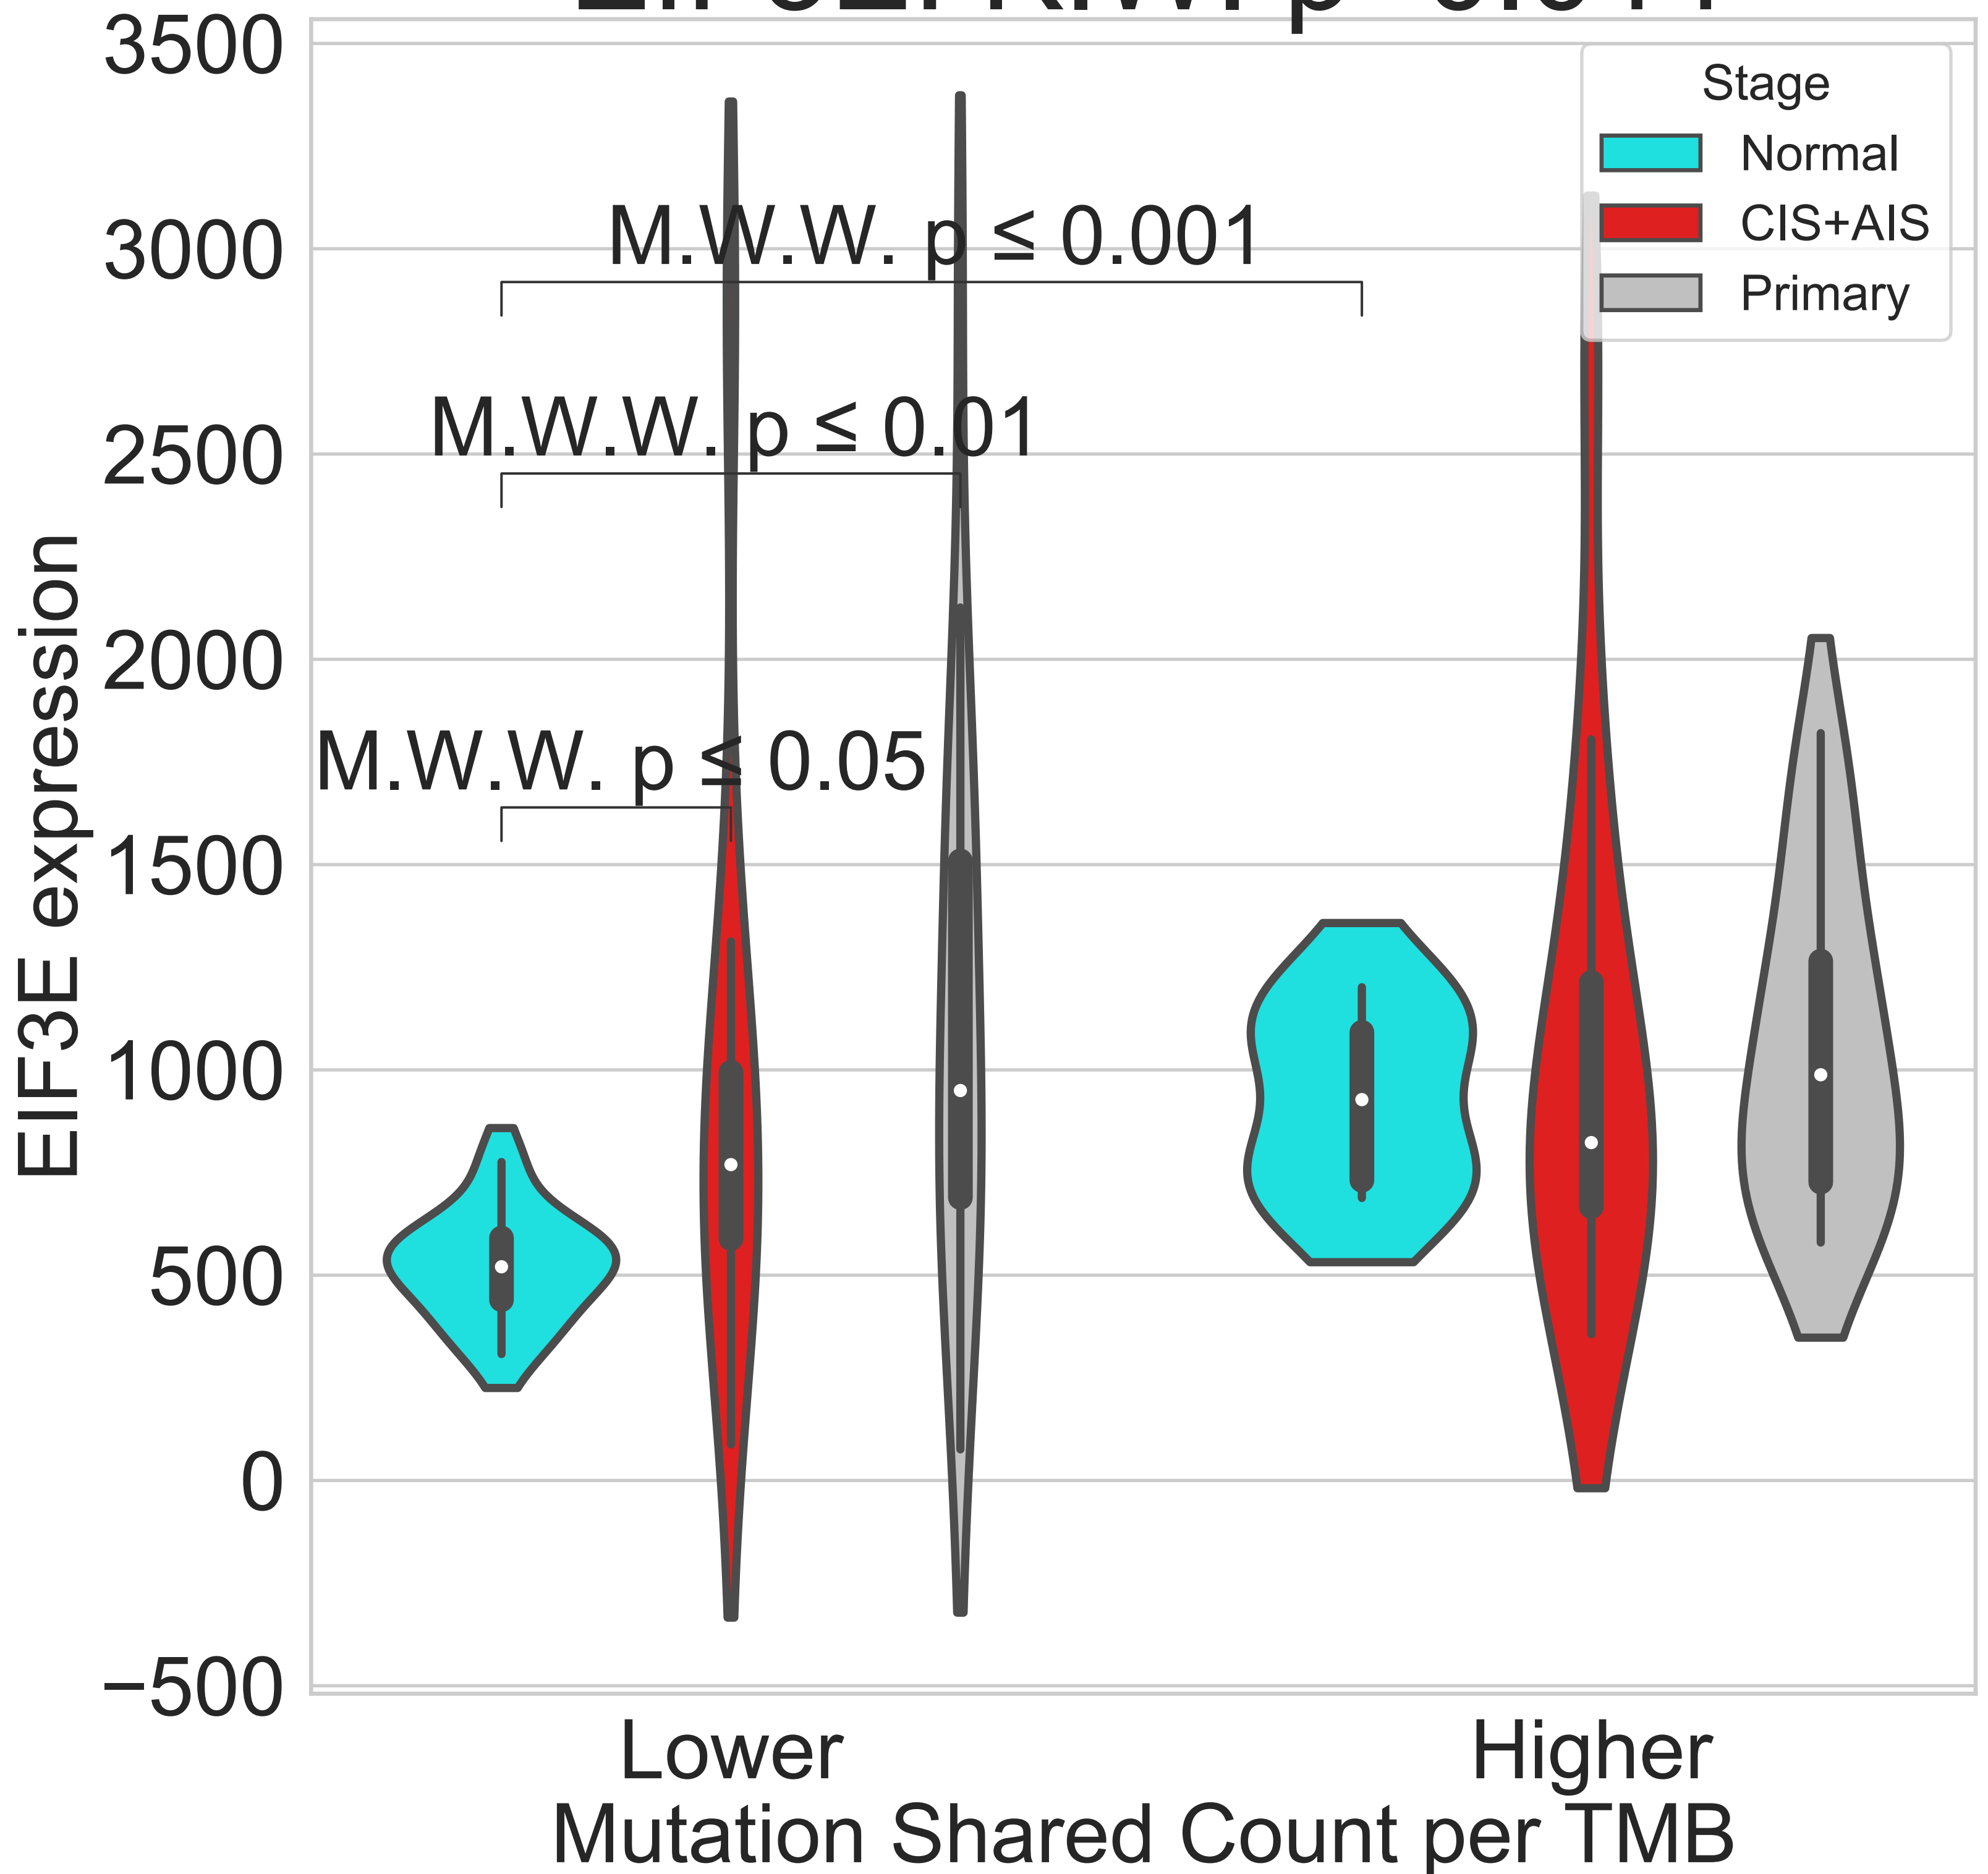 3500
3000
2500
2000
1500
1000
500
0
−500
EIF3E expression
Stage
Normal
CIS+AIS
Primary
M.W.W. p ≤ 0.001
M.W.W. p ≤ 0.01
M.W.W. p ≤ 0.05
Lower
Higher
Mutation Shared Count per TMB